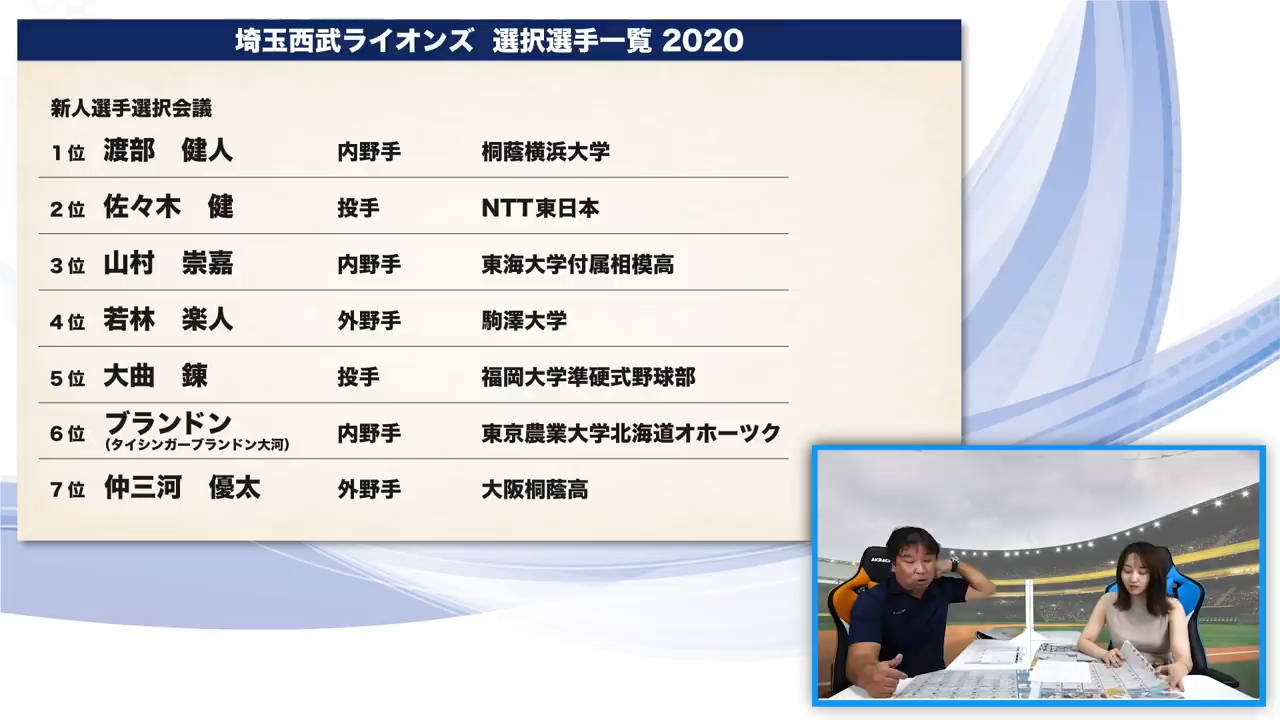 埼玉西武ライオンズ 選択選手一覧 2020
新人選手選択会議
1位 渡部 健人 内野手 桐蔭横浜大学
2位 佐々木 健 投手 NTT東日本
3位 山村 崇嘉 内野手 東海大学付属相模高
4位 若林 楽人 外野手 駒澤大学
5位 大曲 錬 投手 福岡大学準硬式野球部
6位 ブランドン 内野手 東京農業大学北海道オホーツク
(タイシンガーブランドン大河)
7位 仲三河 優太 外野手 大阪桐蔭高